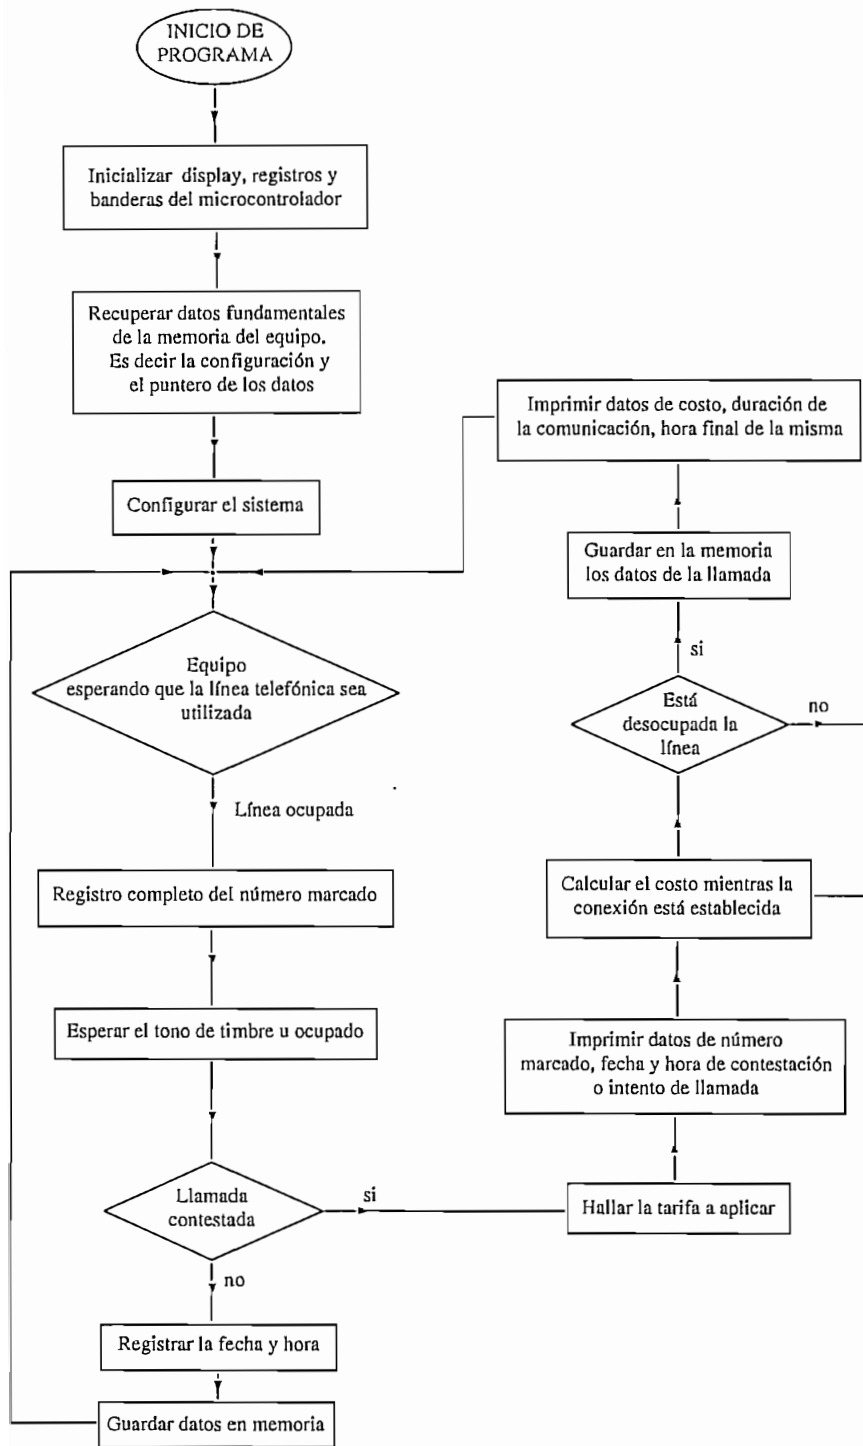 INICIO DE
PROGRAMA
Inicializar display, registros y
banderas del microcontrolador
Recuperar datos fundamentales
de la memoria del equipo.
Es decir la configuración y
el puntero de los datos
Configurar el sistema
Equipo
esperando que la línea telefónica sea
utilizada
Línea ocupada
Registro completo del número marcado
Esperar el tono de timbre u ocupado
Llamada
contestada
si
no
Registrar la fecha y hora
Guardar datos en memoria
Hallar la tarifa a aplicar
Imprimir datos de número
marcado, fecha y hora de contestación
o intento de llamada
Calcular el costo mientras la
conexión está establecida
Está
desocupada la
línea
no
si
Guardar en la memoria
los datos de la llamada
Imprimir datos de costo, duración de
la comunicación, hora final de la misma